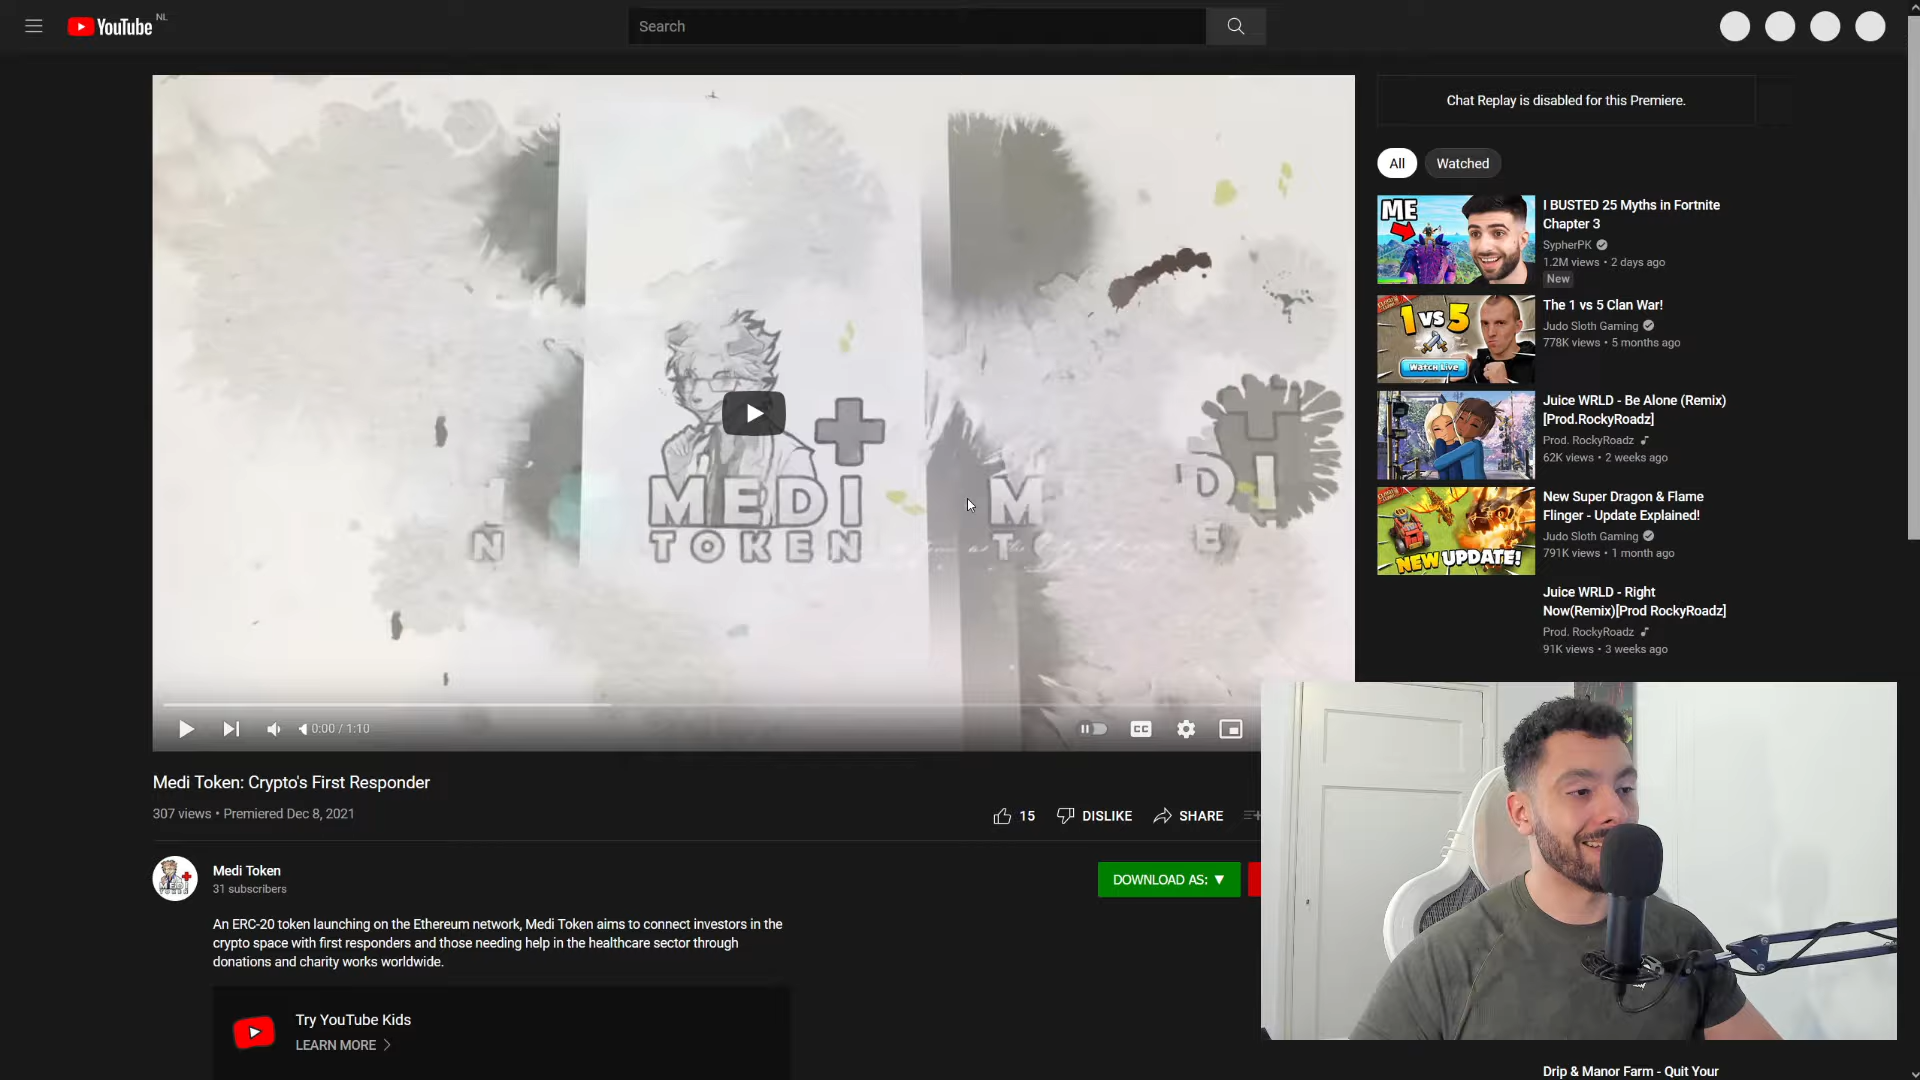 YouTube NL
Search
Chat Replay is disabled for this Premiere.
All
Watched
ME
I BUSTED 25 Myths in Fortnite
Chapter 3
SypherPK
1.2M views • 2 days ago
New
1 VS 5
Watch Live
The 1 vs 5 Clan War!
Judo Sloth Gaming
778K views • 5 months ago
Juice WRLD - Be Alone (Remix)
[Prod.RockyRoadz]
Prod. RockyRoadz
62K views • 2 weeks ago
NEW UPDATE!
New Super Dragon & Flame
Flinger - Update Explained!
Judo Sloth Gaming
791K views • 1 month ago
Juice WRLD - Right
Now(Remix)[Prod RockyRoadz]
Prod. RockyRoadz
91K views • 3 weeks ago
MEDI
TOKEN
N
M
T
DI
E
0:00 / 1:10
CC
Medi Token: Crypto's First Responder
307 views • Premiered Dec 8, 2021
15
DISLIKE
SHARE
Medi Token
31 subscribers
DOWNLOAD AS: ▼
An ERC-20 token launching on the Ethereum network, Medi Token aims to connect investors in the
crypto space with first responders and those needing help in the healthcare sector through
donations and charity works worldwide.
Try YouTube Kids
LEARN MORE
Drip & Manor Farm - Quit Your